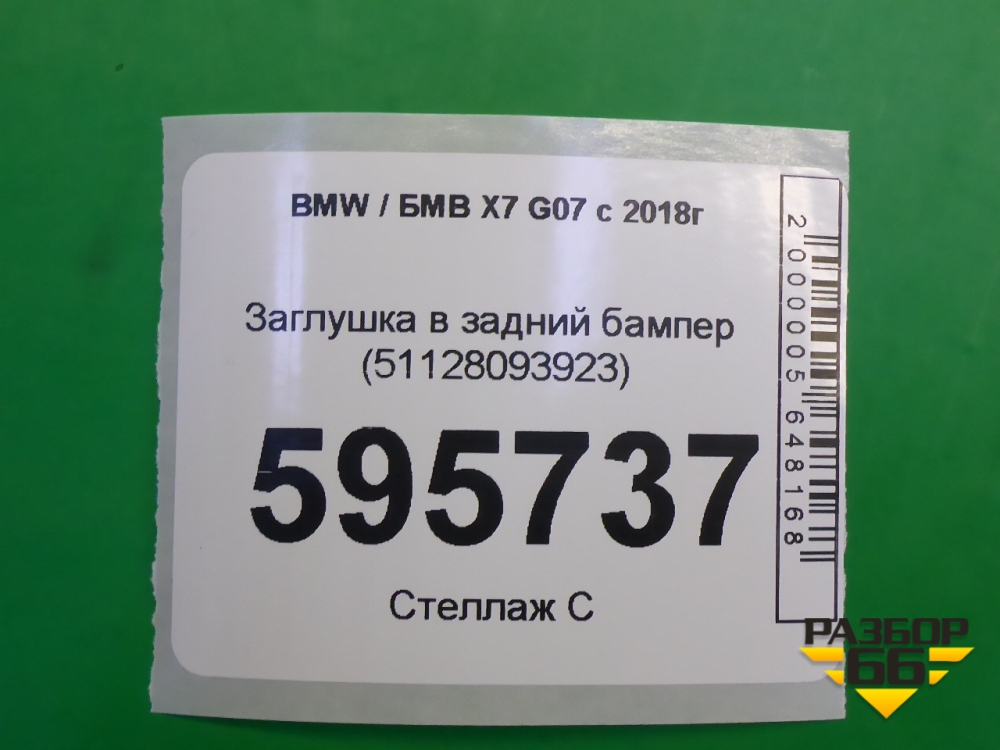 BMW / БМВ X7 G07 с 2018г
Заглушка в задний бампер
(51128093923)
595737
Стеллаж С
2000005648168
РАЗБОР
66